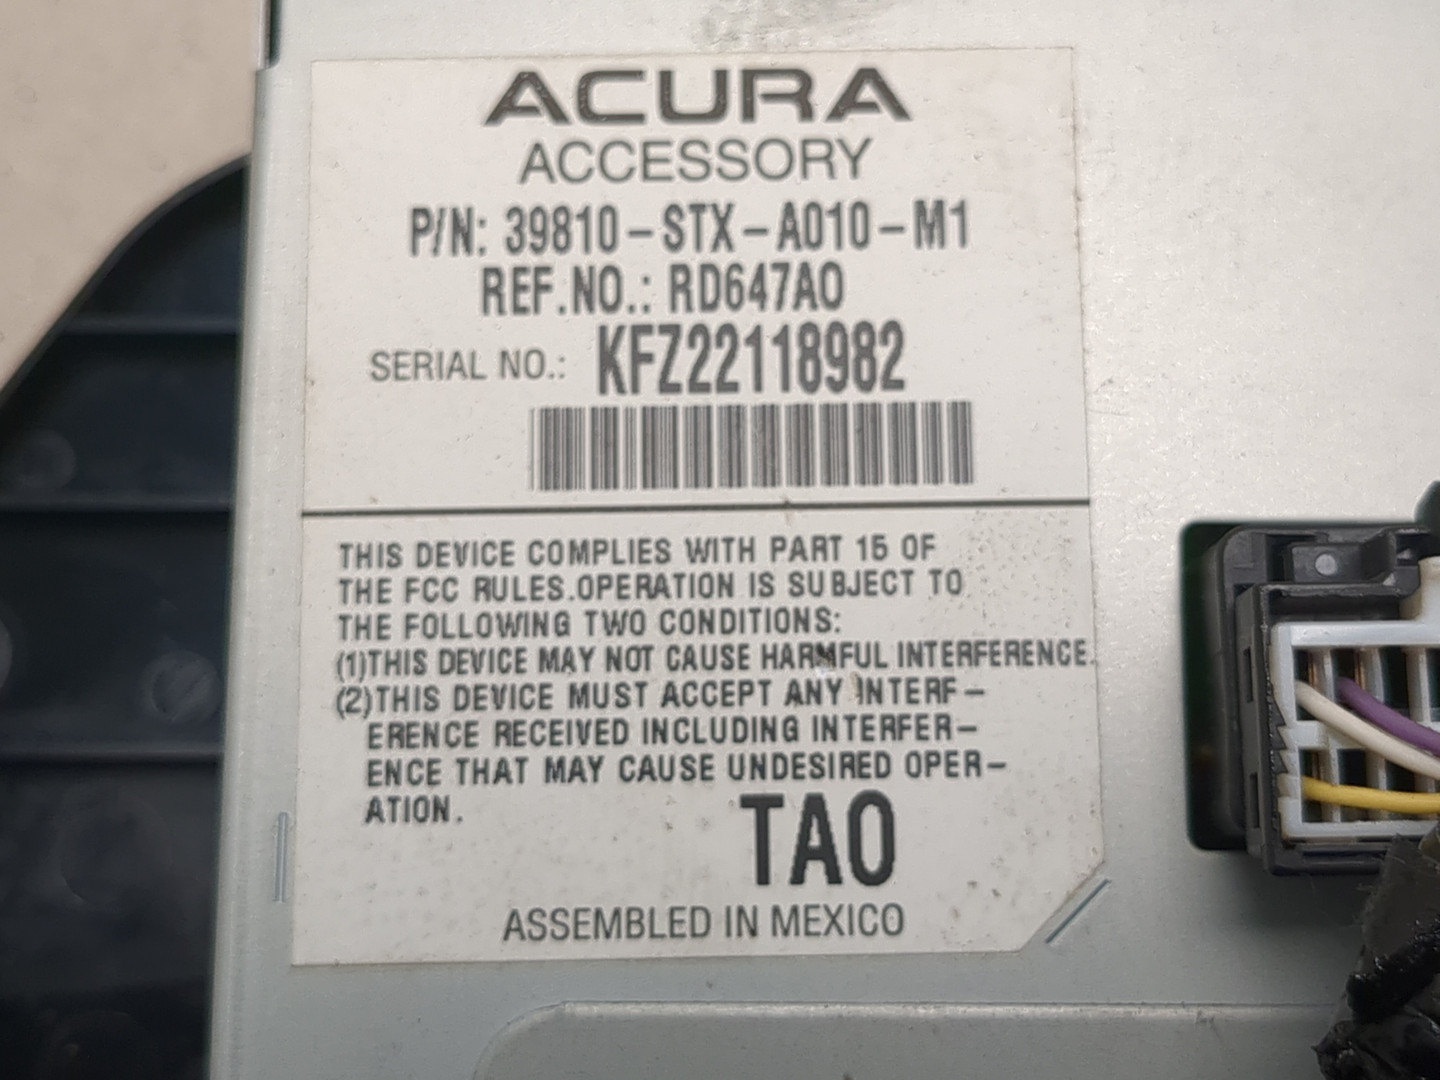 ACURA
ACCESSORY
P/N: 39810-STX-A010-M1
REF.NO.: RD647A0
SERIAL NO.: KFZ22118982
THIS DEVICE COMPLIES WITH PART 15 OF
THE FCC RULES.OPERATION IS SUBJECT TO
THE FOLLOWING TWO CONDITIONS:
(1)THIS DEVICE MAY NOT CAUSE HARMFUL INTERFERENCE.
(2)THIS DEVICE MUST ACCEPT ANY INTERF-
ERENCE RECEIVED INCLUDING INTERFER-
ENCE THAT MAY CAUSE UNDESIRED OPER-
ATION.
TA0
ASSEMBLED IN MEXICO